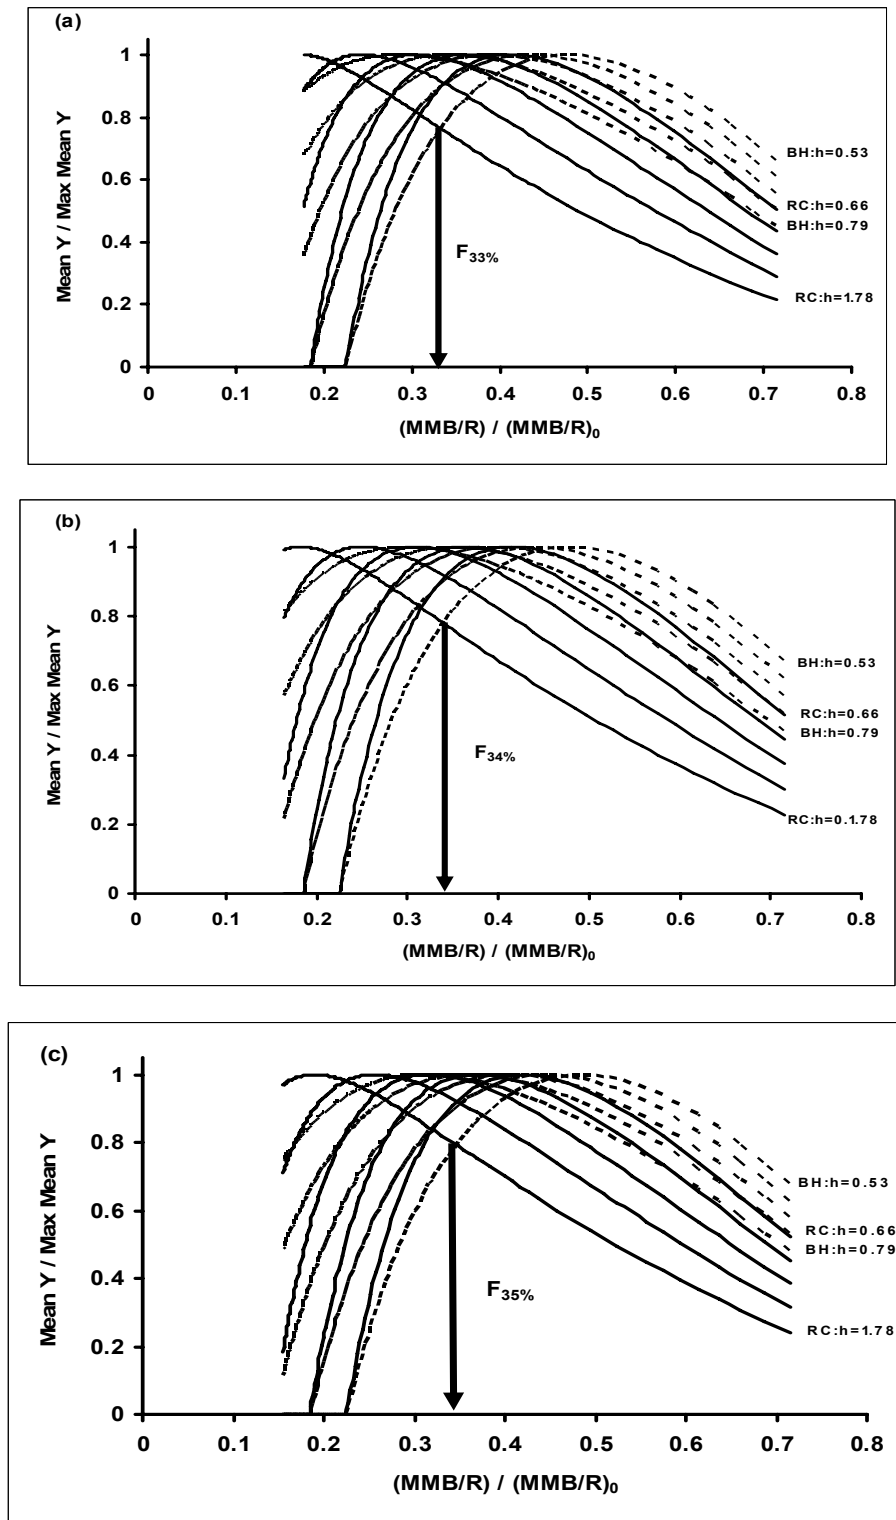 (a)
Mean Y / Max Mean Y
1
0.8
0.6
0.4
0.2
0
0 0.1 0.2 0.3 0.4 0.5 0.6 0.7 0.8
(MMB/R) / (MMB/R)₀
F₃₃%
BH:h=0.53
RC:h=0.66
BH:h=0.79
RC:h=1.78
(b)
Mean Y / Max Mean Y
1
0.8
0.6
0.4
0.2
0
0 0.1 0.2 0.3 0.4 0.5 0.6 0.7 0.8
(MMB/R) / (MMB/R)₀
F₃₄%
BH:h=0.53
RC:h=0.66
BH:h=0.79
RC:h=0.1.78
(c)
Mean Y / Max Mean Y
1
0.8
0.6
0.4
0.2
0
0 0.1 0.2 0.3 0.4 0.5 0.6 0.7 0.8
(MMB/R) / (MMB/R)₀
F₃₅%
BH:h=0.53
RC:h=0.66
BH:h=0.79
RC:h=1.78